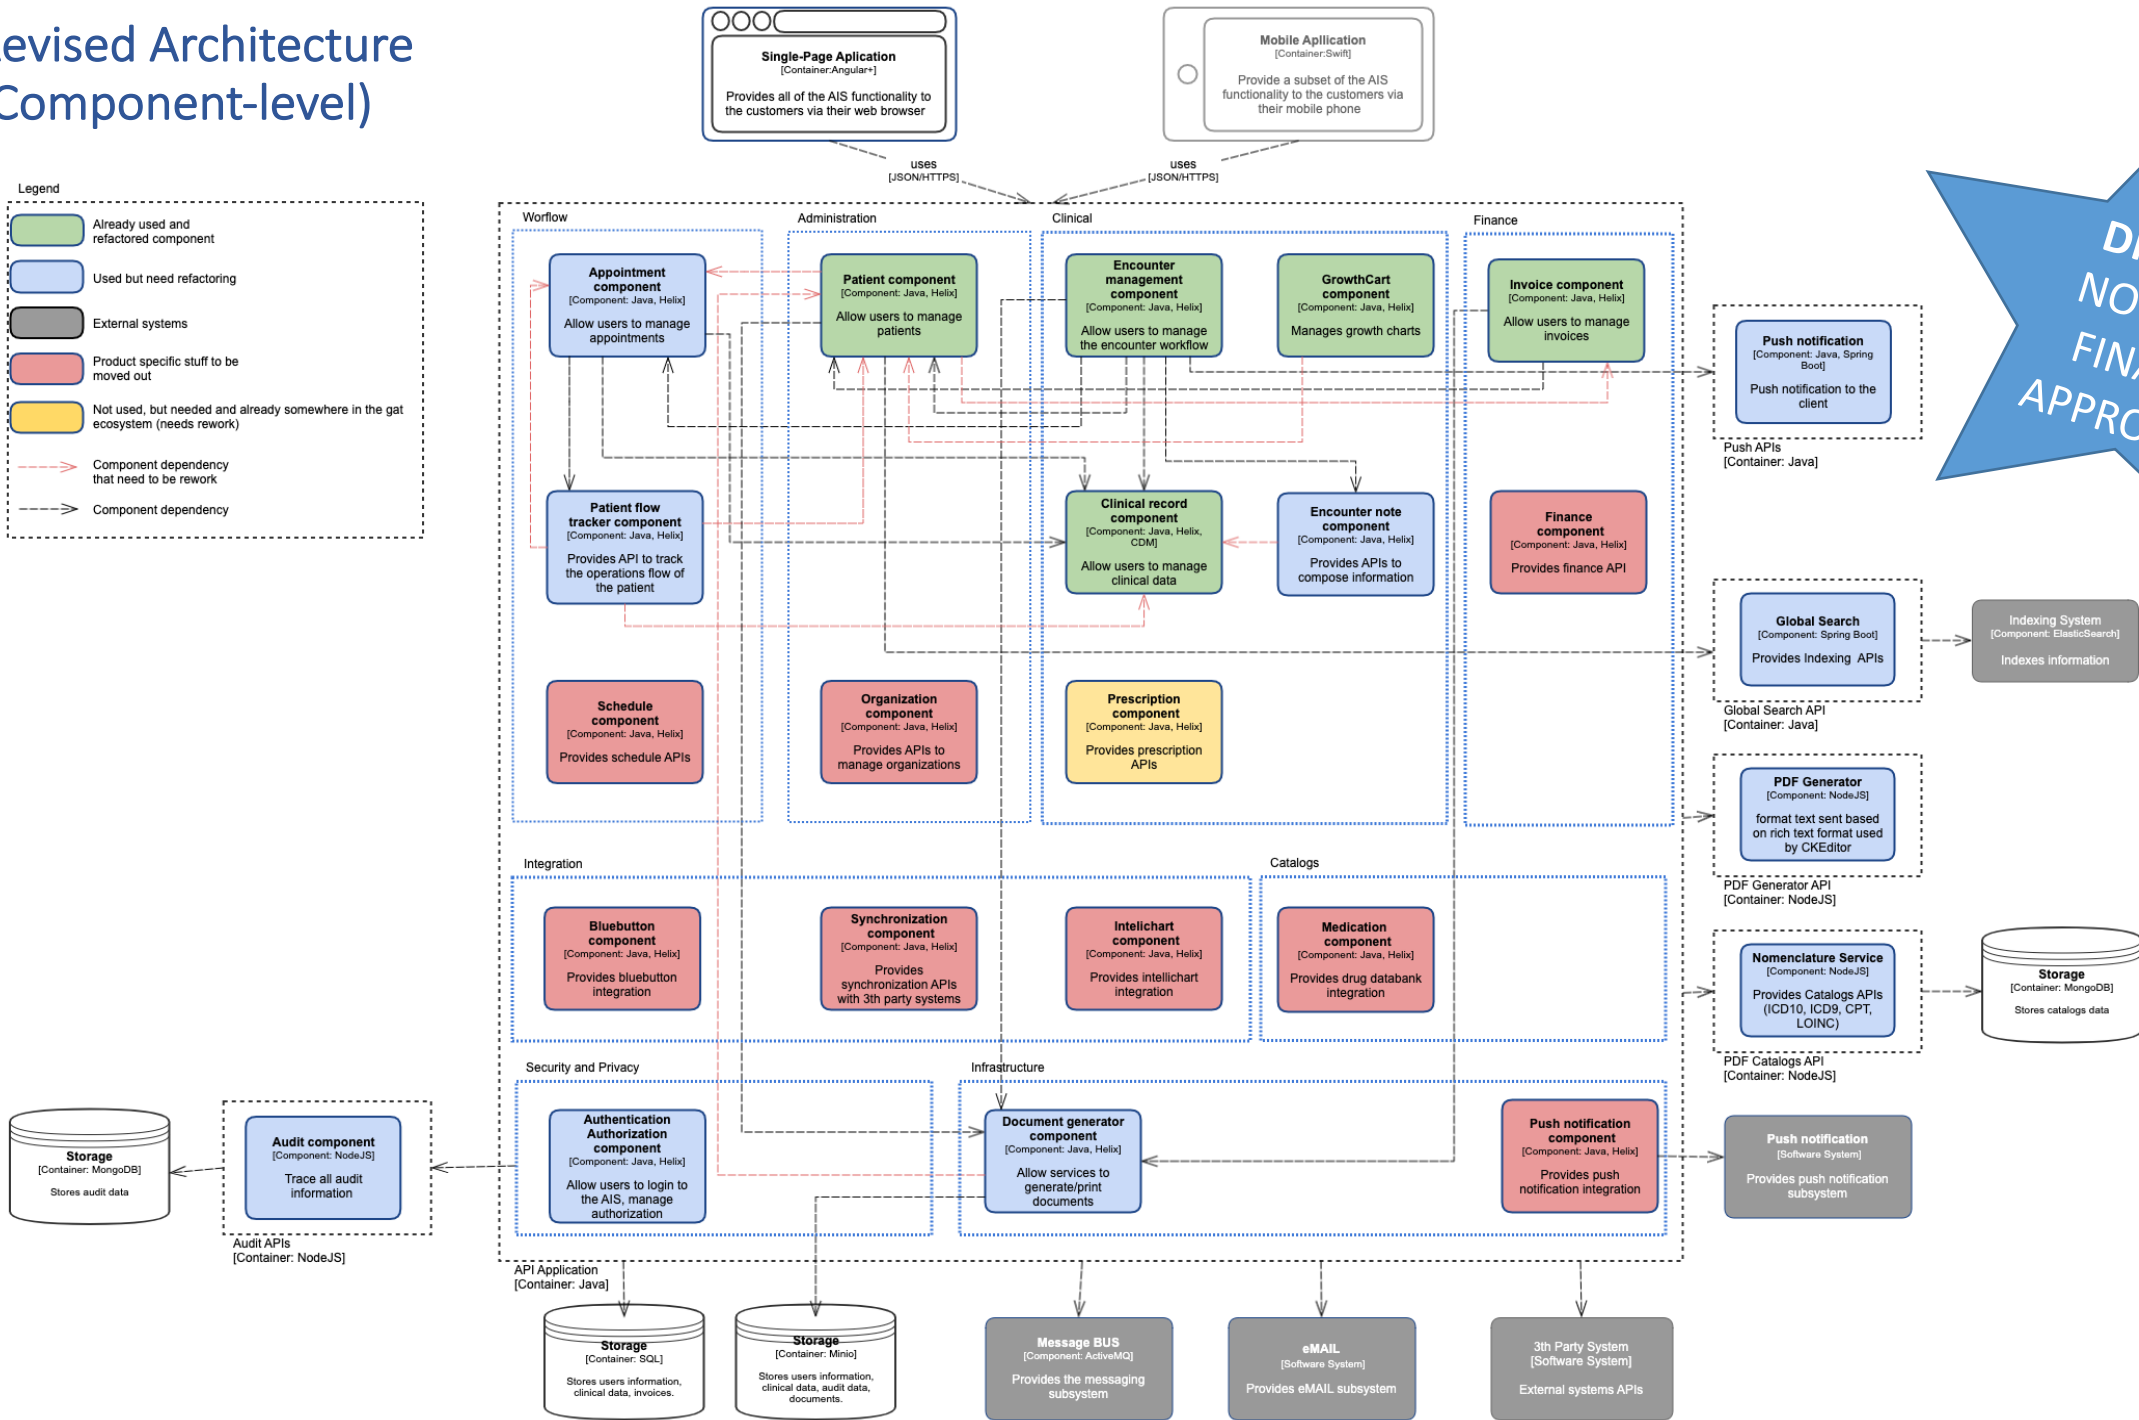 evised Architecture
Component-level)
Single-Page Aplication
[Container:Angular+]
Provides all of the AIS functionality to
the customers via their web browser
Mobile Apllication
[Container:Swift]
Provide a subset of the AIS
functionality to the customers via
their mobile phone
uses
[JSON/HTTPS]
uses
[JSON/HTTPS]
Legend
Already used and
refactored component
Used but need refactoring
External systems
Product specific stuff to be
moved out
Not used, but needed and already somewhere in the gat
ecosystem (needs rework)
Component dependency
that need to be rework
Component dependency
Worflow
Administration
Clinical
Finance
Appointment
component
[Component: Java, Helix]
Allow users to manage
appointments
Patient component
[Component: Java, Helix]
Allow users to manage
patients
Encounter
management
component
[Component: Java, Helix]
Allow users to manage
the encounter workflow
GrowthCart
component
[Component: Java, Helix]
Manages growth charts
Invoice component
[Component: Java, Helix]
Allow users to manage
invoices
Push notification
[Component: Java, Spring
Boot]
Push notification to the
client
Push APIs
[Container: Java]
NO
FINA
APPRO
Patient flow
tracker component
[Component: Java, Helix]
Provides API to track
the operations flow of
the patient
Clinical record
component
[Component: Java, Helix,
CDM]
Allow users to manage
clinical data
Encounter note
component
[Component: Java, Helix]
Provides APIs to
compose information
Finance
component
[Component: Java, Helix]
Provides finance API
Global Search
[Component: Spring Boot]
Provides Indexing  APIs
Global Search API
[Container: Java]
Indexing System
[Component: ElasticSearch]
Indexes information
Schedule
component
[Component: Java, Helix]
Provides schedule APIs
Organization
component
[Component: Java, Helix]
Provides APIs to
manage organizations
Prescription
component
[Component: Java, Helix]
Provides prescription
APIs
PDF Generator
[Component: NodeJS]
format text sent based
on rich text format used
by CKEditor
PDF Generator API
[Container: NodeJS]
Integration
Catalogs
Bluebutton
component
[Component: Java, Helix]
Provides bluebutton
integration
Synchronization
component
[Component: Java, Helix]
Provides
synchronization APIs
with 3th party systems
Intelichart
component
[Component: Java, Helix]
Provides intellichart
integration
Medication
component
[Component: Java, Helix]
Provides drug databank
integration
Nomenclature Service
[Component: NodeJS]
Provides Catalogs APIs
(ICD10, ICD9, CPT,
LOINC)
PDF Catalogs API
[Container: NodeJS]
Storage
[Container: MongoDB]
Stores catalogs data
Security and Privacy
Infrastructure
Storage
[Container: MongoDB]
Stores audit data
Audit component
[Component: NodeJS]
Trace all audit
information
Audit APIs
[Container: NodeJS]
Authentication
Authorization
component
[Component: Java, Helix]
Allow users to login to
the AIS, manage
authorization
Document generator
component
[Component: Java, Helix]
Allow services to
generate/print
documents
Push notification
component
[Component: Java, Helix]
Provides push
notification integration
Push notification
[Software System]
Provides push notification
subsystem
API Application
[Container: Java]
Storage
[Container: SQL]
Stores users information,
clinical data, invoices.
Storage
[Container: Minio]
Stores users information,
clinical data, audit data,
documents.
Message BUS
[Component: ActiveMQ]
Provides the messaging
subsystem
eMAIL
[Software System]
Provides eMAIL subsystem
3th Party System
[Software System]
External systems APIs